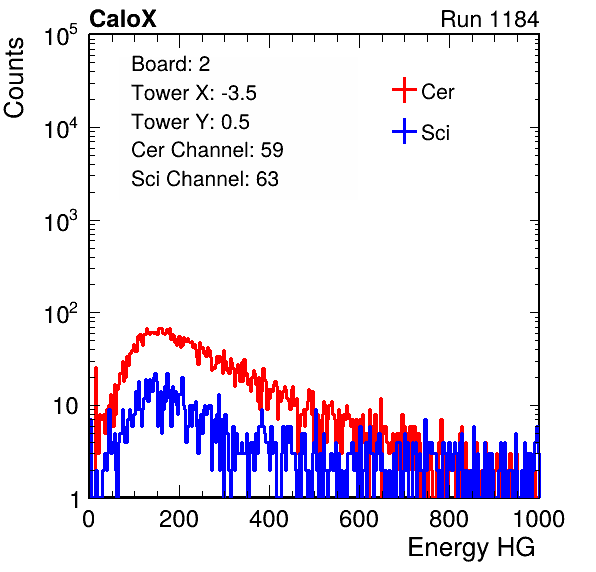 CaloX Run 1184
Counts
Board: 2
Tower X: -3.5
Tower Y: 0.5
Cer Channel: 59
Sci Channel: 63
Cer
Sci
10^5
10^4
10^3
10^2
10
1
0 200 400 600 800 1000
Energy HG